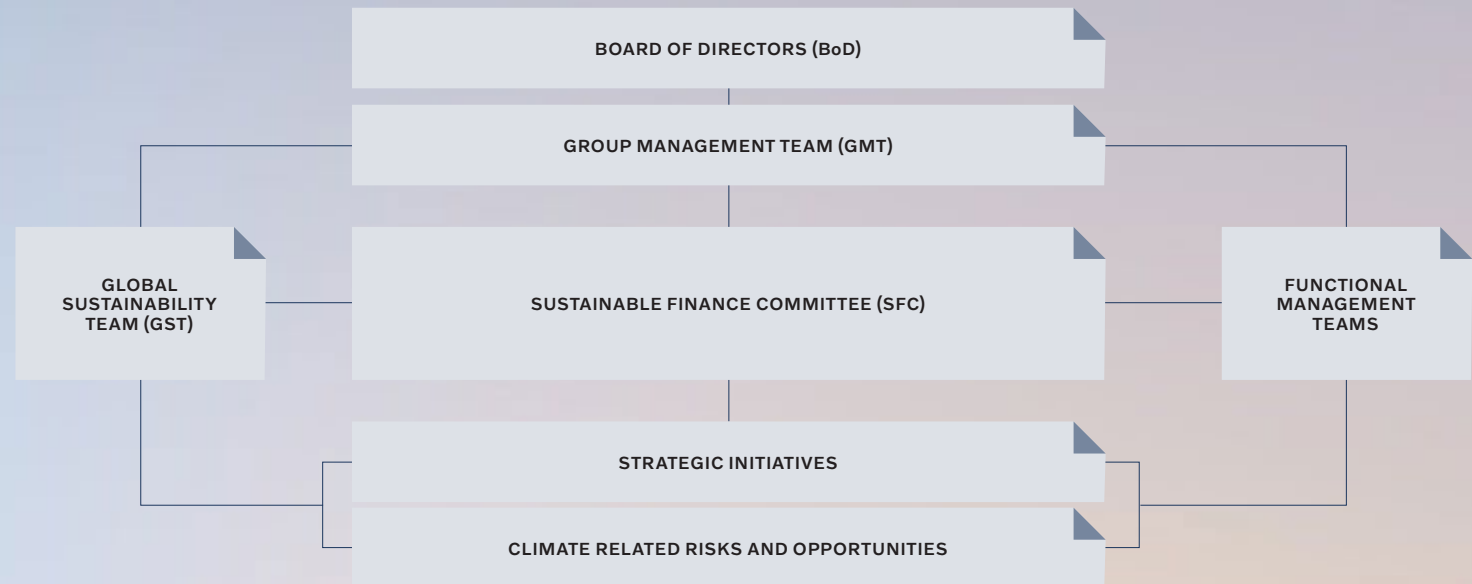 BOARD OF DIRECTORS (BoD)
GROUP MANAGEMENT TEAM (GMT)
GLOBAL
SUSTAINABILITY
TEAM (GST)
SUSTAINABLE FINANCE COMMITTEE (SFC)
FUNCTIONAL
MANAGEMENT
TEAMS
STRATEGIC INITIATIVES
CLIMATE RELATED RISKS AND OPPORTUNITIES